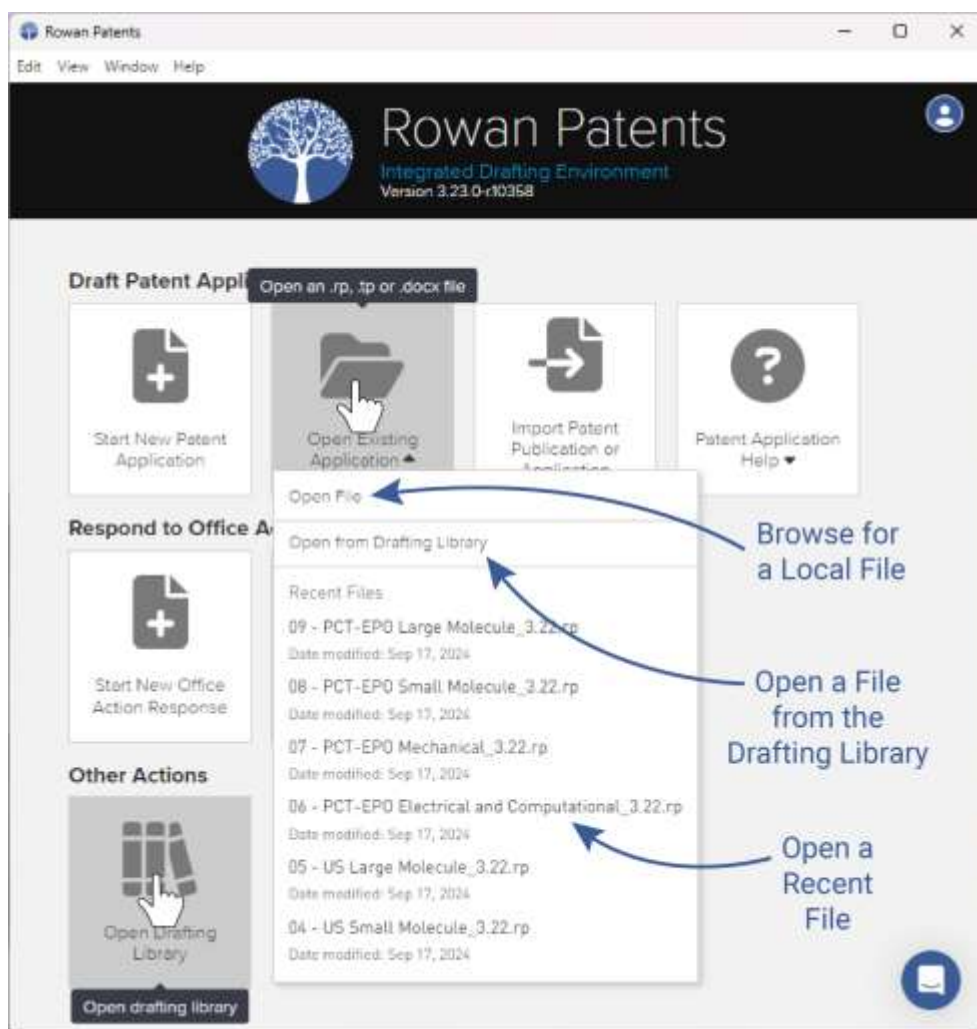 Rowan Patents
Edit View Window Help
Rowan Patents
Integrated Drafting Environment
Version 3.23.0-r10358
Draft Patent Appli
Open an .rp, .tp or .docx file
Start New Patent
Application
Open Existing
Application
Import Patent
Publication or
Application
Patent Application
Help
Open File
Open from Drafting Library
Recent Files
09 - PCT-EPO Large Molecule_3.22.rp
Date modified: Sep 17, 2024
08 - PCT-EPO Small Molecule_3.22.rp
Date modified: Sep 17, 2024
07 - PCT-EPO Mechanical_3.22.rp
Date modified: Sep 17, 2024
06 - PCT-EPO Electrical and Computational_3.22.rp
Date modified: Sep 17, 2024
05 - US Large Molecule_3.22.rp
Date modified: Sep 17, 2024
04 - US Small Molecule_3.22.rp
Date modified: Sep 17, 2024
Browse for
a Local File
Open a File
from the
Drafting Library
Open a
Recent
File
Respond to Office A
Start New Office
Action Response
Other Actions
Open Drafting
Library
Open drafting library